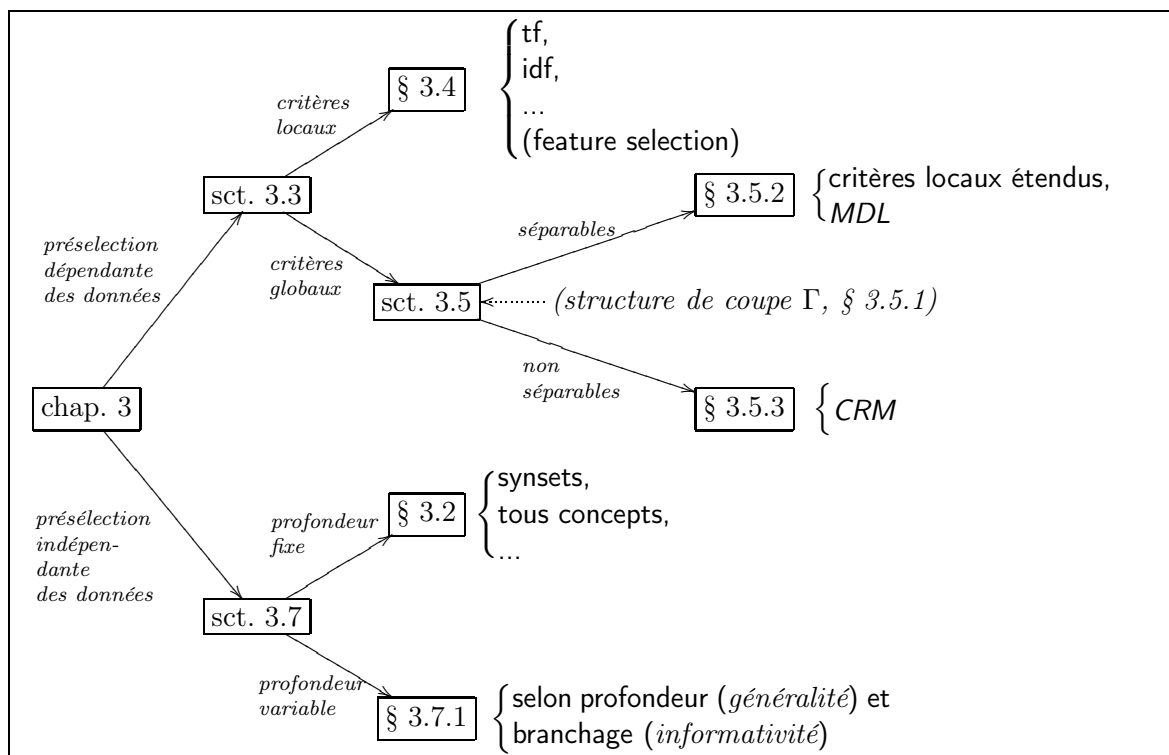 tf,
idf,
...
(feature selection)
§ 3.4
critères
locaux
sct. 3.3
§ 3.5.2
critères locaux étendus,
MDL
séparables
présélection
dépendante
des données
critères
globaux
sct. 3.5
(structure de coupe Γ, § 3.5.1)
non
séparables
chap. 3
§ 3.5.3
CRM
synsets,
tous concepts,
...
§ 3.2
profondeur
fixe
présélection
indépen-
dante
des données
sct. 3.7
profondeur
variable
§ 3.7.1
selon profondeur (généralité) et
branchage (informativité)